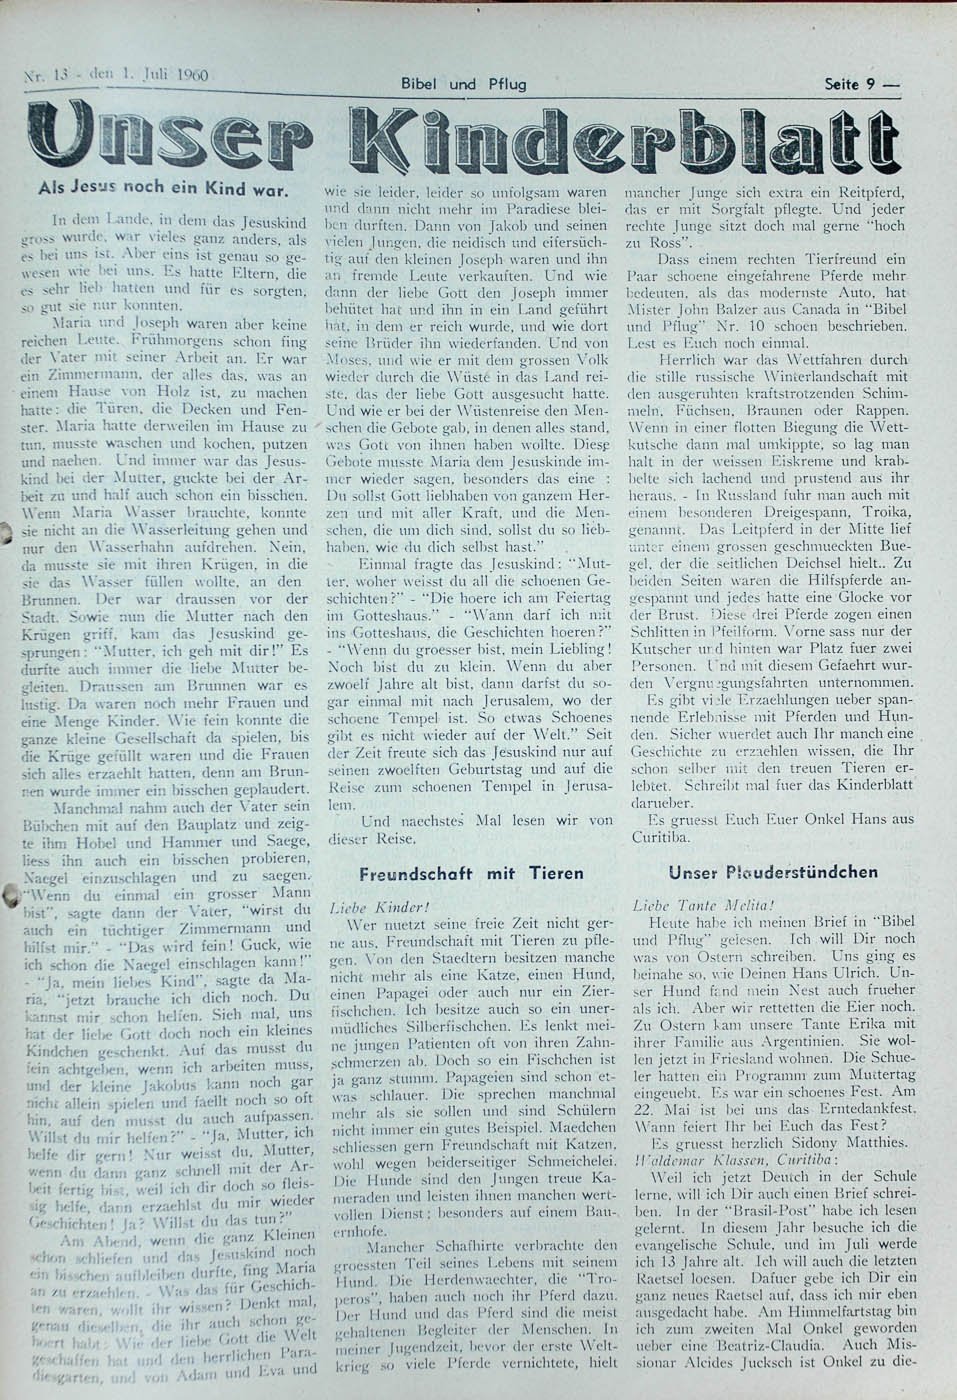 Nr. 13 - den 1. Juli 1960
Bibel und Pflug
Seite 9 —
Unser Kinderblatt
Als Jesus noch ein Kind war.
In dem Lande, in dem das Jesuskind
gross wurde, war vieles ganz anders, als
es bei uns ist. Aber eins ist genau so ge-
wesen wie bei uns. Es hatte Eltern, die
es sehr lieb hatten und für es sorgten,
so gut sie nur konnten.
Maria und Joseph waren aber keine
reichen Leute. Frühmorgens schon fing
der Vater mit seiner Arbeit an. Er war
ein Zimmermann, der alles das, was an
einem Hause von Holz ist, zu machen
hatte: die Türen, die Decken und Fen-
ster. Maria hatte derweilen im Hause zu
tun, musste waschen und kochen, putzen
und naehen. Und immer war das Jesus-
kind bei der Mutter, guckte bei der Ar-
beit zu und half auch schon ein bisschen.
Wenn Maria Wasser brauchte, konnte
sie nicht an die Wasserleitung gehen und
nur den Wasserhahn aufdrehen. Nein,
da musste sie mit ihren Krügen, in die
sie das Wasser füllen wollte, an den
Brunnen. Der war draussen vor der
Stadt. Sowie nun die Mutter nach den
Krügen griff, kam das Jesuskind ge-
sprungen: "Mutter, ich geh mit dir!" Es
durfte auch immer die liebe Mutter be-
gleiten. Draussen am Brunnen war es
lustig. Da waren noch mehr Frauen und
eine Menge Kinder. Wie fein konnte die
ganze kleine Gesellschaft da spielen, bis
die Krüge gefüllt waren und die Frauen
sich alles erzaehlt hatten, denn am Brun-
nen wurde immer ein bisschen geplaudert.
Manchmal nahm auch der Vater sein
Bübchen mit auf den Bauplatz und zeig-
te ihm Hobel und Hammer und Saege,
liess ihn auch ein bisschen probieren,
Naegel einzuschlagen und zu saegen.
"Wenn du einmal ein grosser Mann
bist", sagte dann der Vater, "wirst du
auch ein tüchtiger Zimmermann und
hilfst mir." - "Das wird fein! Guck, wie
ich schon die Naegel einschlagen kann!"
- "Ja, mein liebes Kind", sagte da Ma-
ria, "jetzt brauche ich dich noch. Du
kannst mir schon helfen. Sieh mal, uns
hat der liebe Gott doch noch ein kleines
Kindchen geschenkt. Auf das musst du
fein achtgeben, wenn ich arbeiten muss,
und der kleine Jakobus kann noch gar
nicht allein spielen und faellt noch so oft
hin, auf den musst du auch aufpassen.
Willst du mir helfen?" - "Ja, Mutter, ich
helfe dir gern! Nur weisst du, Mutter,
wenn du dann ganz schnell mit der Ar-
beit fertig bist, weil ich dir doch so fleis-
sig helfe, dann erzaehlst du mir wieder
Geschichten! Ja? Willst du das tun?"
Am Abend, wenn die ganz Kleinen
schon schliefen und das Jesuskind noch
ein bisschen aufbleiben durfte, fing Maria
an zu erzaehlen. - Was das für Geschich-
ten waren, wollt ihr wissen? Denkt mal,
genau dieselben, die ihr auch schon ge-
hoert habt: Wie der liebe Gott die Welt
geschaffen hat und den herrlichen Para-
diesgarten, und von Adam und Eva und
wie sie leider, leider so unfolgsam waren
und dann nicht mehr im Paradiese blei-
ben durften. Dann von Jakob und seinen
vielen Jungen, die neidisch und eifersüch-
tig auf den kleinen Joseph waren und ihn
an fremde Leute verkauften. Und wie
dann der liebe Gott den Joseph immer
behütet hat und ihn in ein Land geführt
hat, in dem er reich wurde, und wie dort
seine Brüder ihn wiederfanden. Und von
Moses, und wie er mit dem grossen Volk
wieder durch die Wüste in das Land rei-
ste, das der liebe Gott ausgesucht hatte.
Und wie er bei der Wüstenreise den Men-
schen die Gebote gab, in denen alles stand,
was Gott von ihnen haben wollte. Diese
Gebote musste Maria dem Jesuskinde im-
mer wieder sagen, besonders das eine :
Du sollst Gott liebhaben von ganzem Her-
zen und mit aller Kraft, und die Men-
schen, die um dich sind, sollst du so lieb-
haben, wie du dich selbst hast."
Einmal fragte das Jesuskind: "Mut-
ter, woher weisst du all die schoenen Ge-
schichten?" - "Die hoere ich am Feiertag
im Gotteshaus." - "Wann darf ich mit
ins Gotteshaus, die Geschichten hoeren?"
- "Wenn du groesser bist, mein Liebling!
Noch bist du zu klein. Wenn du aber
zwoelf Jahre alt bist, dann darfst du so-
gar einmal mit nach Jerusalem, wo der
schoene Tempel ist. So etwas Schoenes
gibt es nicht wieder auf der Welt." Seit
der Zeit freute sich das Jesuskind nur auf
seinen zwoelften Geburtstag und auf die
Reise zum schoenen Tempel in Jerusa-
lem.
Und naechstes Mal lesen wir von
dieser Reise.
Freundschaft mit Tieren
Liebe Kinder!
Wer nuetzt seine freie Zeit nicht ger-
ne aus, Freundschaft mit Tieren zu pfle-
gen. Von den Staedtern besitzen manche
nicht mehr als eine Katze, einen Hund,
einen Papagei oder auch nur ein Zier-
fischchen. Ich besitze auch so ein uner-
müdliches Silberfischchen. Es lenkt mei-
ne jungen Patienten oft von ihren Zahn-
schmerzen ab. Doch so ein Fischchen ist
ja ganz stumm. Papageien sind schon et-
was schlauer. Die sprechen manchmal
mehr als sie sollen und sind Schülern
nicht immer ein gutes Beispiel. Maedchen
schliessen gern Freundschaft mit Katzen,
wohl wegen beiderseitiger Schmeichelei.
Die Hunde sind den Jungen treue Ka-
meraden und leisten ihnen manchen wert-
vollen Dienst; besonders auf einem Bau-
ernhofe.
Mancher Schafhirte verbrachte den
groessten Teil seines Lebens mit seinem
Hund. Die Herdenwaechter, die "Tro-
peros", haben auch noch ihr Pferd dazu.
Der Hund und das Pferd sind die meist
gehaltenen Begleiter der Menschen. In
meiner Jugendzeit, bevor der erste Welt-
krieg so viele Pferde vernichtete, hielt
mancher Junge sich extra ein Reitpferd,
das er mit Sorgfalt pflegte. Und jeder
rechte Junge sitzt doch mal gerne "hoch
zu Ross".
Dass einem rechten Tierfreund ein
Paar schoene eingefahrene Pferde mehr
bedeuten, als das modernste Auto, hat
Mister John Balzer aus Canada in "Bibel
und Pflug" Nr. 10 schoen beschrieben.
Lest es Euch noch einmal.
Herrlich war das Wettfahren durch
die stille russische Winterlandschaft mit
den ausgeruhten kraftstrotzenden Schim-
meln, Füchsen, Braunen oder Rappen.
Wenn in einer flotten Biegung die Wett-
kutsche dann mal umkippte, so lag man
halt in der weissen Eiskreme und krab-
belte sich lachend und prustend aus ihr
heraus. - In Russland fuhr man auch mit
einem besonderen Dreigespann, Troika,
genannt. Das Leitpferd in der Mitte lief
unter einem grossen geschmueckten Bue-
gel, der die seitlichen Deichsel hielt.. Zu
beiden Seiten waren die Hilfspferde an-
gespannt und jedes hatte eine Glocke vor
der Brust. Diese drei Pferde zogen einen
Schlitten in Pfeilform. Vorne sass nur der
Kutscher und hinten war Platz fuer zwei
Personen. Und mit diesem Gefaehrt wur-
den Vergnuegungsfahrten unternommen.
Es gibt viele Erzaehlungen ueber span-
nende Erlebnisse mit Pferden und Hun-
den. Sicher wuerdet auch Ihr manch eine
Geschichte zu erzaehlen wissen, die Ihr
schon selber mit den treuen Tieren er-
lebtet. Schreibt mal fuer das Kinderblatt
darueber.
Es gruesst Euch Euer Onkel Hans aus
Curitiba.
Unser Plauderstündchen
Liebe Tante Melita!
Heute habe ich meinen Brief in "Bibel
und Pflug" gelesen. Ich will Dir noch
was von Ostern schreiben. Uns ging es
beinahe so, wie Deinen Hans Ulrich. Un-
ser Hund fand mein Nest auch frueher
als ich. Aber wir rettetten die Eier noch.
Zu Ostern kam unsere Tante Erika mit
ihrer Familie aus Argentinien. Sie wol-
len jetzt in Friesland wohnen. Die Schue-
ler hatten ein Programm zum Muttertag
eingeuebt. Es war ein schoenes Fest. Am
22. Mai ist bei uns das Erntedankfest.
Wann feiert Ihr bei Euch das Fest?
Es gruesst herzlich Sidony Matthies.
Waldemar Klassen, Curitiba:
Weil ich jetzt Deutch in der Schule
lerne, will ich Dir auch einen Brief schrei-
ben. In der "Brasil-Post" habe ich lesen
gelernt. In diesem Jahr besuche ich die
evangelische Schule, und im Juli werde
ich 13 Jahre alt. Ich will auch die letzten
Raetsel loesen. Dafuer gebe ich Dir ein
ganz neues Raetsel auf, dass ich mir eben
ausgedacht habe. Am Himmelfartstag bin
ich zum zweiten Mal Onkel geworden
ueber eine Beatriz-Claudia. Auch Mis-
sionar Alcides Jucksch ist Onkel zu die-